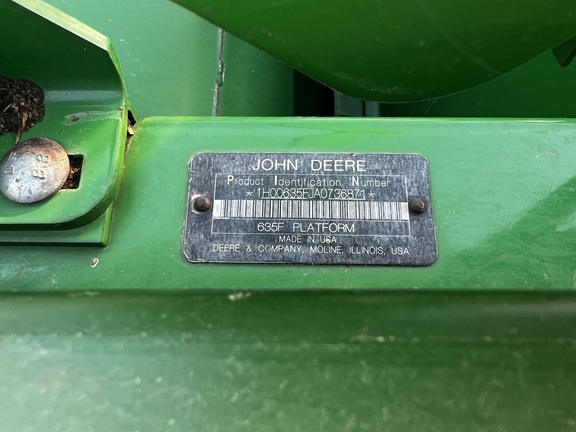 JOHN DEERE
Product Identification Number
*1H00635FJA0736871*
635F PLATFORM
MADE IN USA
DEERE & COMPANY, MOLINE, ILLINOIS, USA